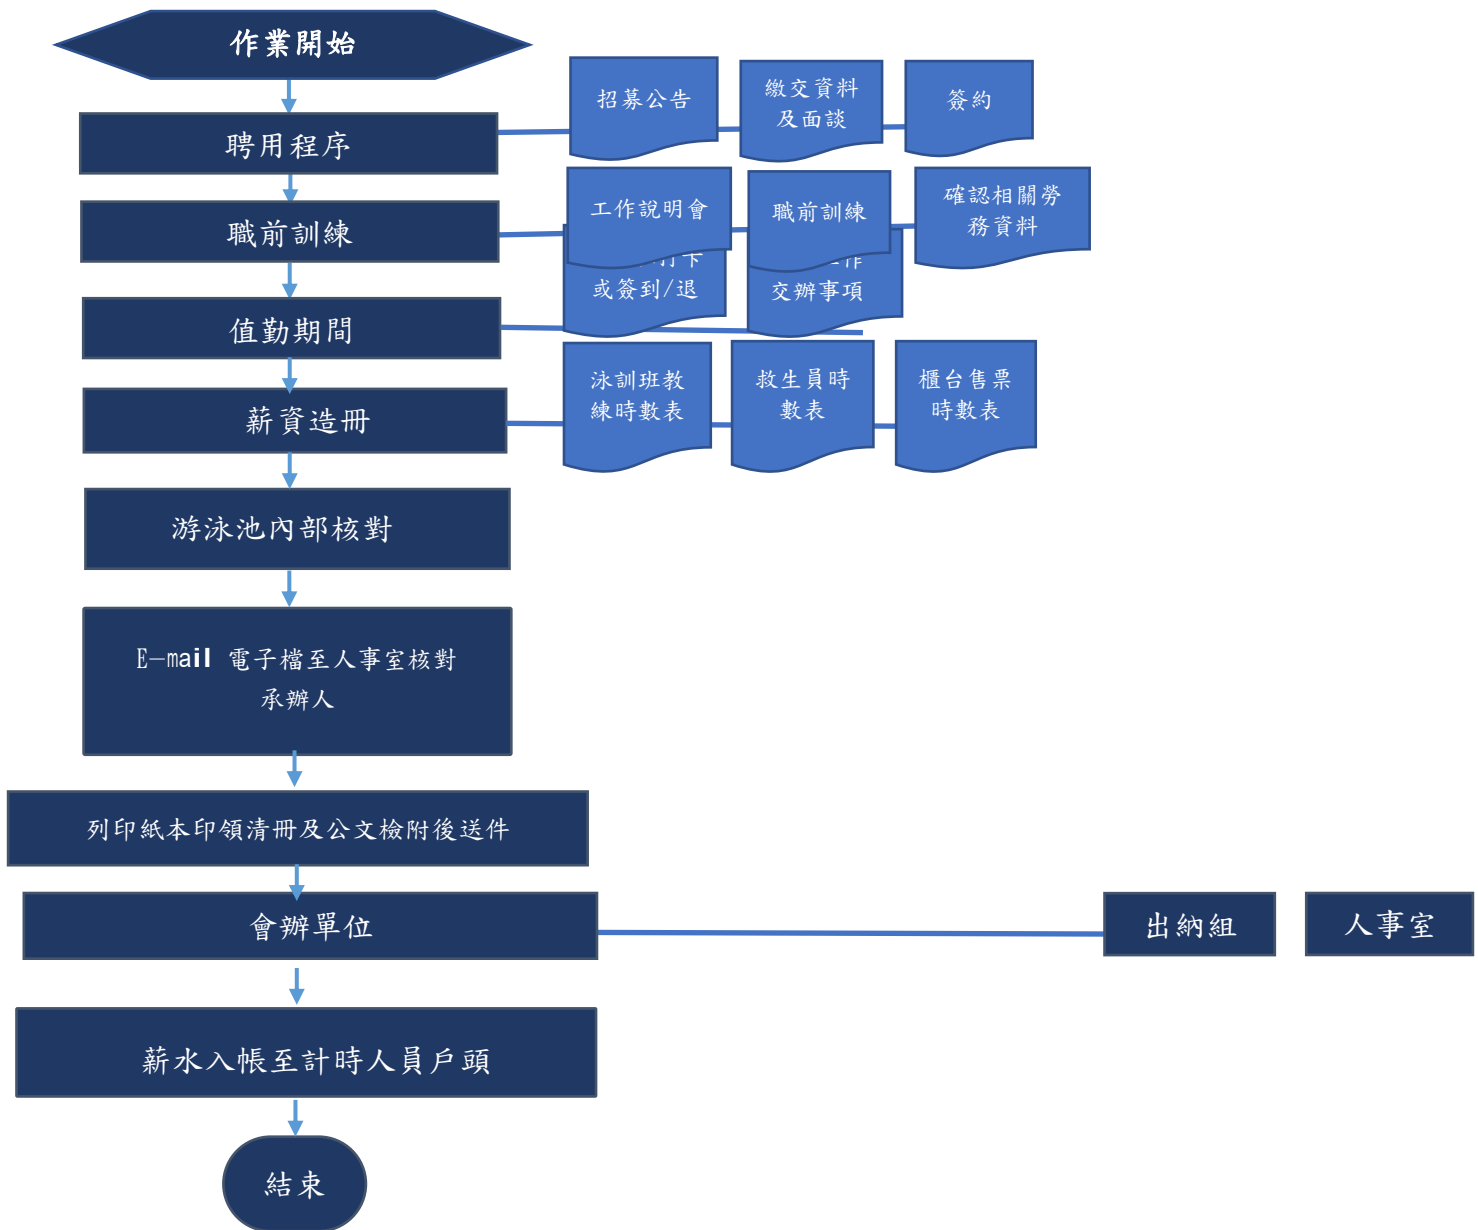 作業開始
招募公告
繳交資料
及面談
簽約
聘用程序
工作說明會
職前訓練
確認相關勞
務資料
職前訓練
打卡
或簽到/退
工作
交辦事項
值勤期間
泳訓班教
練時數表
救生員時
數表
櫃台售票
時數表
薪資造冊
游泳池內部核對
E-mail 電子檔至人事室核對
承辦人
列印紙本印領清冊及公文檢附後送件
會辦單位
出納組
人事室
薪水入帳至計時人員戶頭
結束